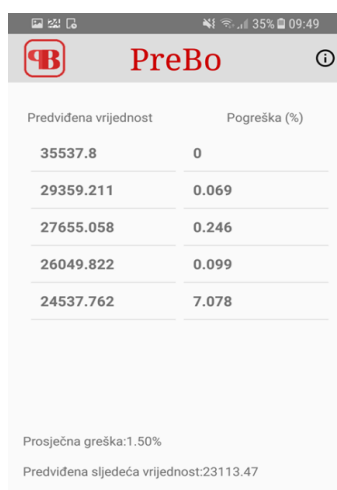 35% 09:49
PB PreBo
Predviđena vrijednost Pogreška (%)
35537.8 0
29359.211 0.069
27655.058 0.246
26049.822 0.099
24537.762 7.078
Prosječna greška:1.50%
Predviđena sljedeća vrijednost:23113.47